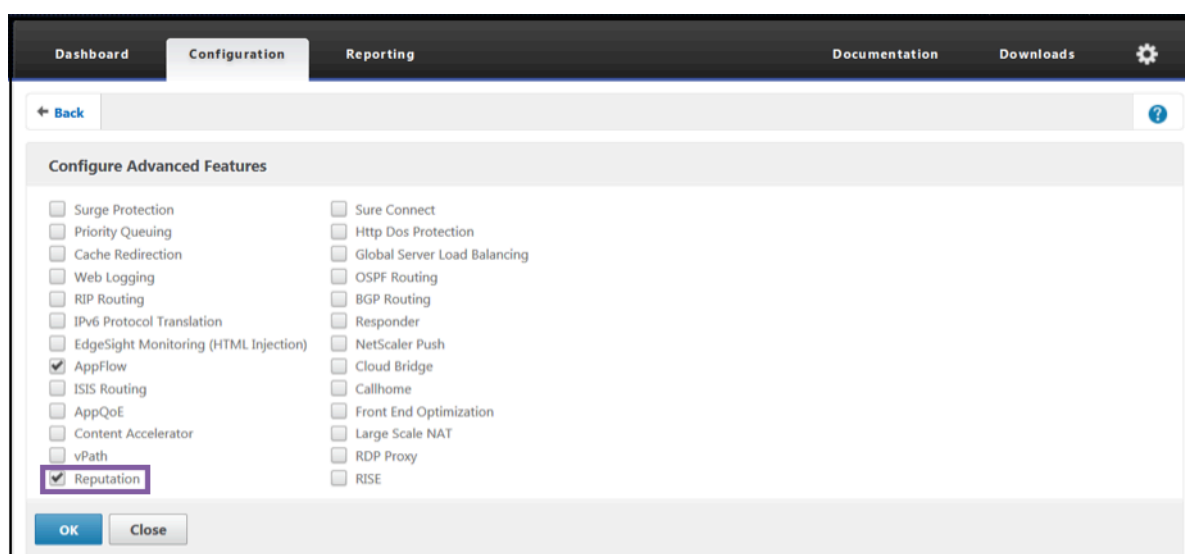 Dashboard Configuration Reporting Documentation Downloads
Back
?
Configure Advanced Features
Surge Protection Sure Connect
Priority Queuing Http Dos Protection
Cache Redirection Global Server Load Balancing
Web Logging OSPF Routing
RIP Routing BGP Routing
IPv6 Protocol Translation Responder
EdgeSight Monitoring (HTML Injection) NetScaler Push
AppFlow Cloud Bridge
ISIS Routing Callhome
AppQoE Front End Optimization
Content Accelerator Large Scale NAT
vPath RDP Proxy
Reputation RISE
OK Close